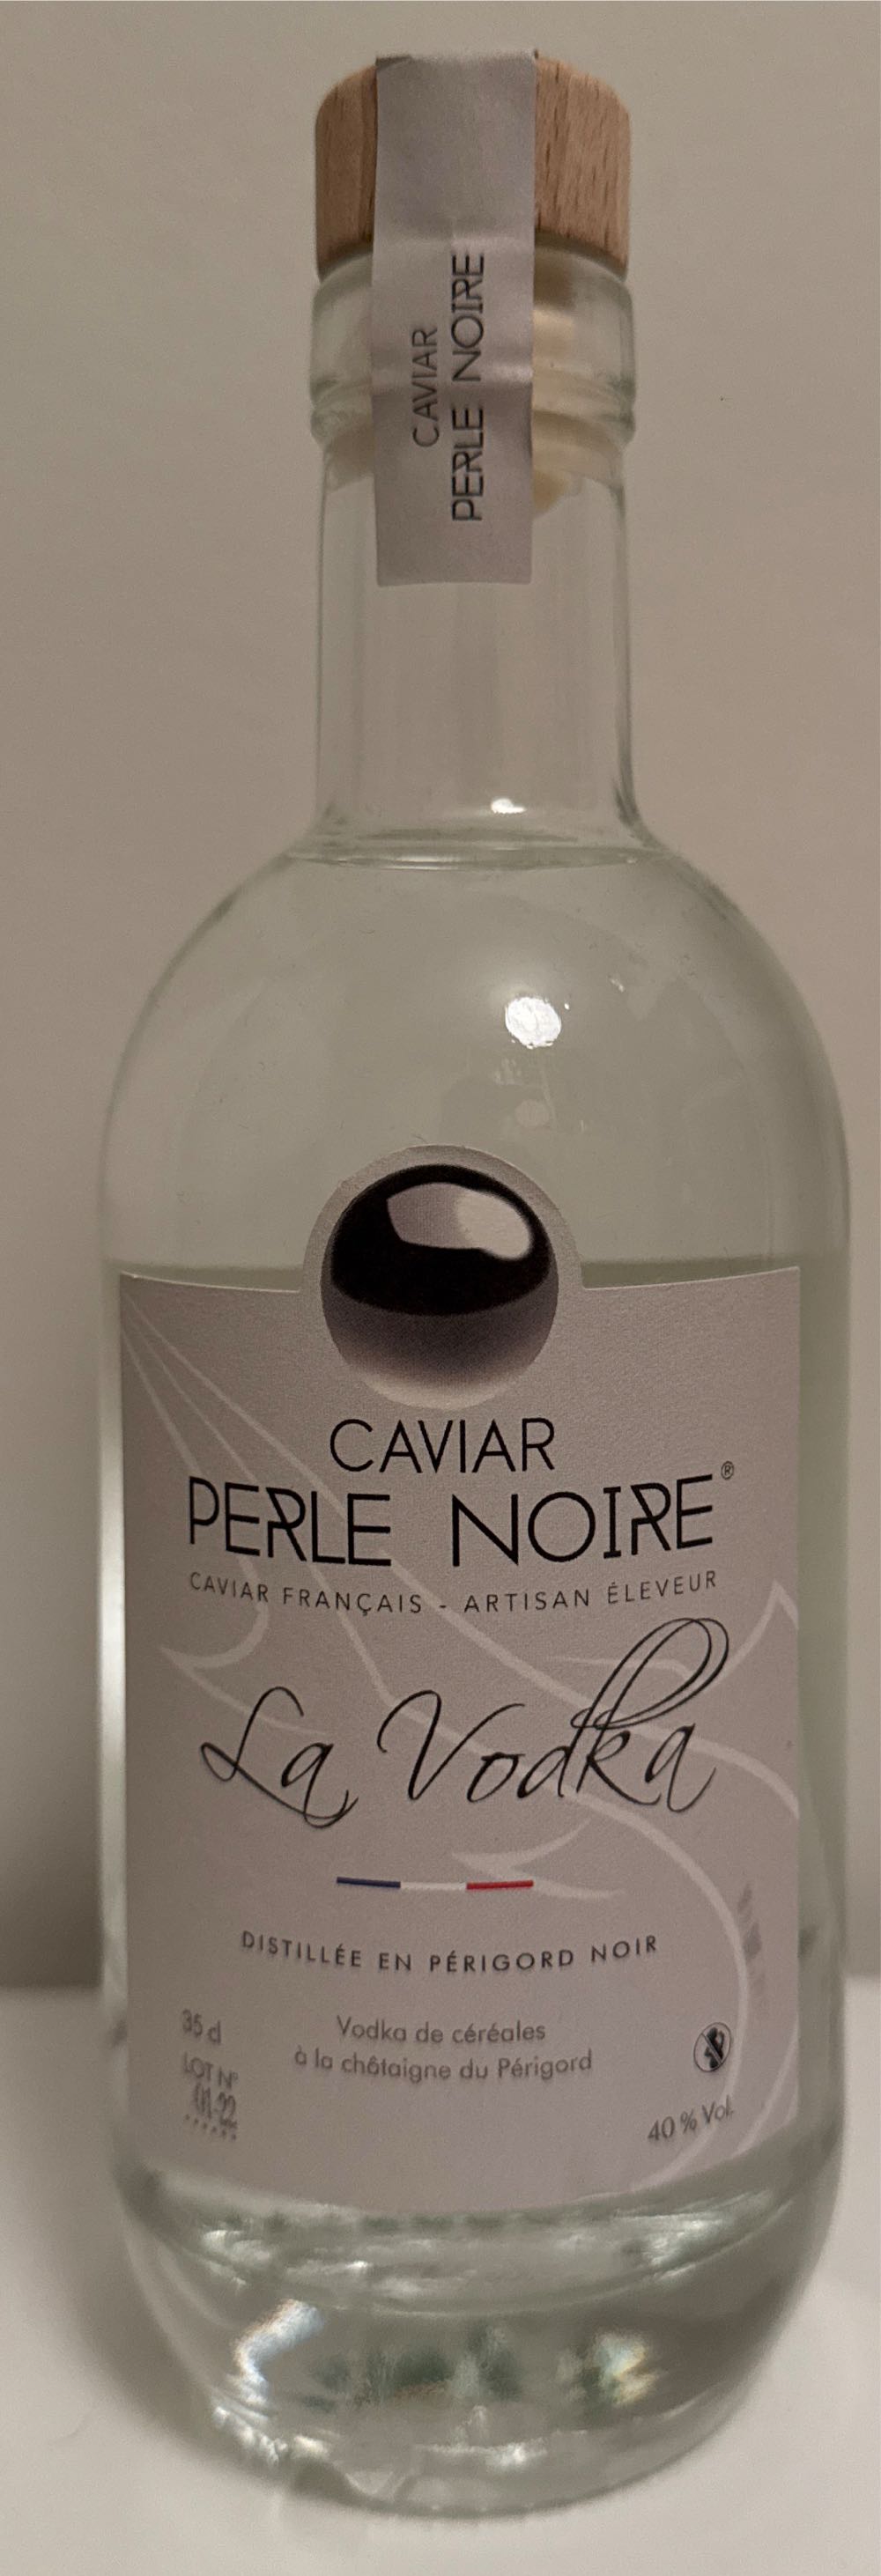 CAVIAR
PERLE NOIRE
CAVIAR
PERLE NOIRE®
CAVIAR FRANÇAIS - ARTISAN ÉLEVEUR
La Vodka
DISTILLÉE EN PÉRIGORD NOIR
35 cl
Vodka de céréales
à la châtaigne du Périgord
LOT N°
01-22
40 % Vol.